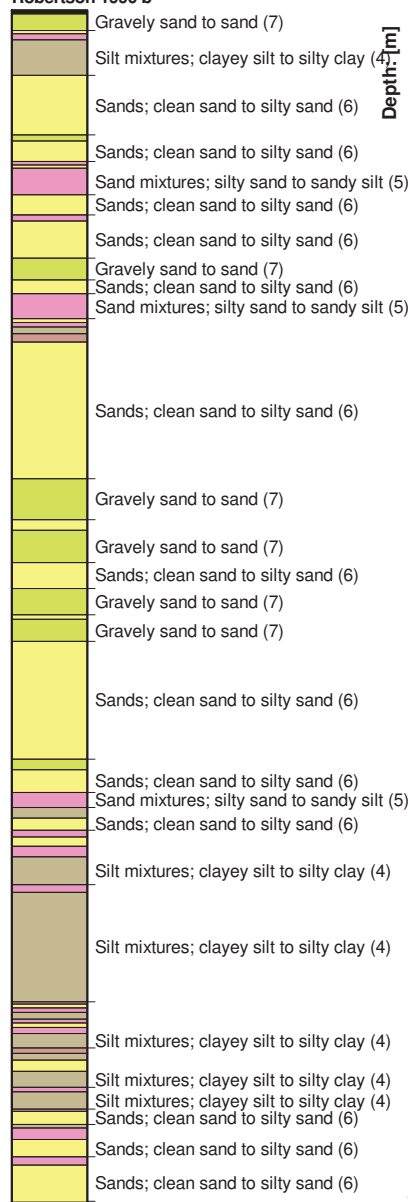 Robertson 1990 b
Gravely sand to sand (7)
Silt mixtures; clayey silt to silty clay (4)
Depth: [m]
Sands; clean sand to silty sand (6)
Sands; clean sand to silty sand (6)
Sand mixtures; silty sand to sandy silt (5)
Sands; clean sand to silty sand (6)
Sands; clean sand to silty sand (6)
Gravely sand to sand (7)
Sands; clean sand to silty sand (6)
Sand mixtures; silty sand to sandy silt (5)
Sands; clean sand to silty sand (6)
Gravely sand to sand (7)
Gravely sand to sand (7)
Sands; clean sand to silty sand (6)
Gravely sand to sand (7)
Gravely sand to sand (7)
Sands; clean sand to silty sand (6)
Sands; clean sand to silty sand (6)
Sand mixtures; silty sand to sandy silt (5)
Sands; clean sand to silty sand (6)
Silt mixtures; clayey silt to silty clay (4)
Silt mixtures; clayey silt to silty clay (4)
Silt mixtures; clayey silt to silty clay (4)
Silt mixtures; clayey silt to silty clay (4)
Silt mixtures; clayey silt to silty clay (4)
Sands; clean sand to silty sand (6)
Sands; clean sand to silty sand (6)
Sands; clean sand to silty sand (6)